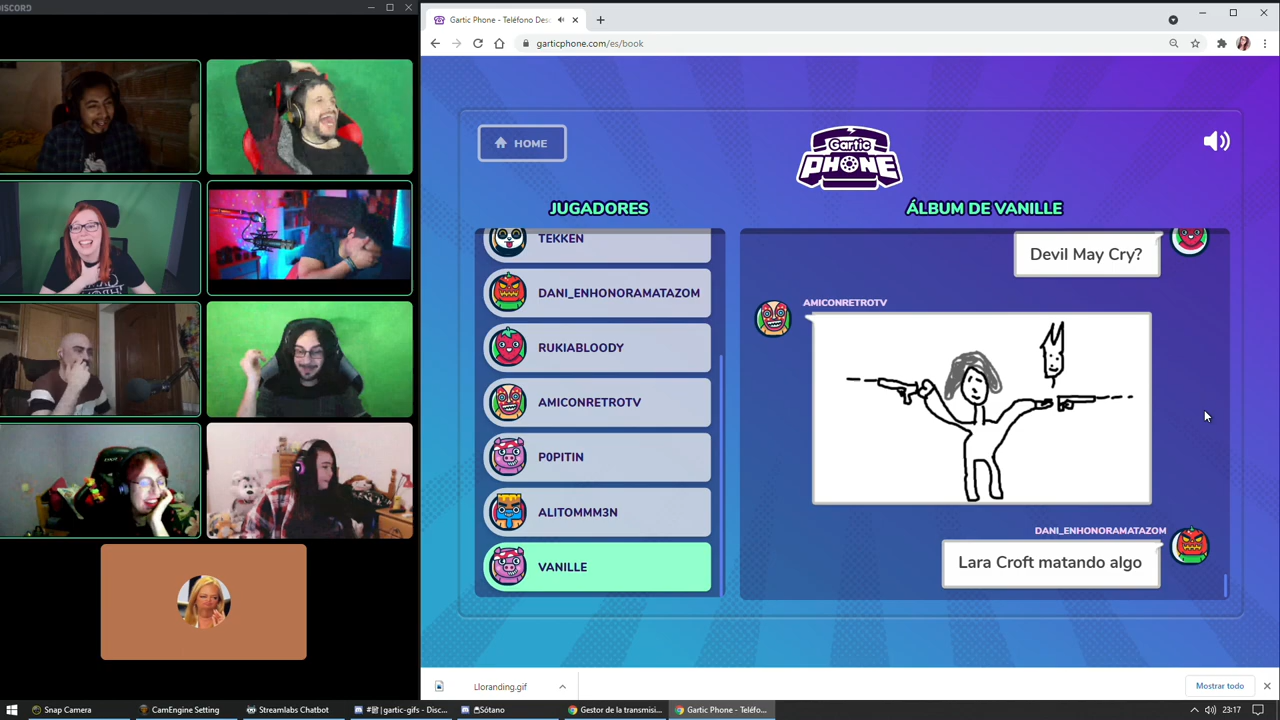 DISCORD
Gartic Phone - Teléfono Des
garticphone.com/es/book
HOME
Gartic
PHONE
JUGADORES
ÁLBUM DE VANILLE
TEKKEN
DANI_ENHONORAMATAZOM
RUKIABLOODY
AMICONRETROTV
P0PITIN
ALITOMMM3N
VANILLE
Devil May Cry?
AMICONRETROTV
DANI_ENHONORAMATAZOM
Lara Croft matando algo
Lloranding.gif
Mostrar todo
Snap Camera
CamEngine Setting
Streamlabs Chatbot
| gartic-gifs - Disc...
Sótano
Gestor de la transmisi...
Gartic Phone - Teléfo...
23:17